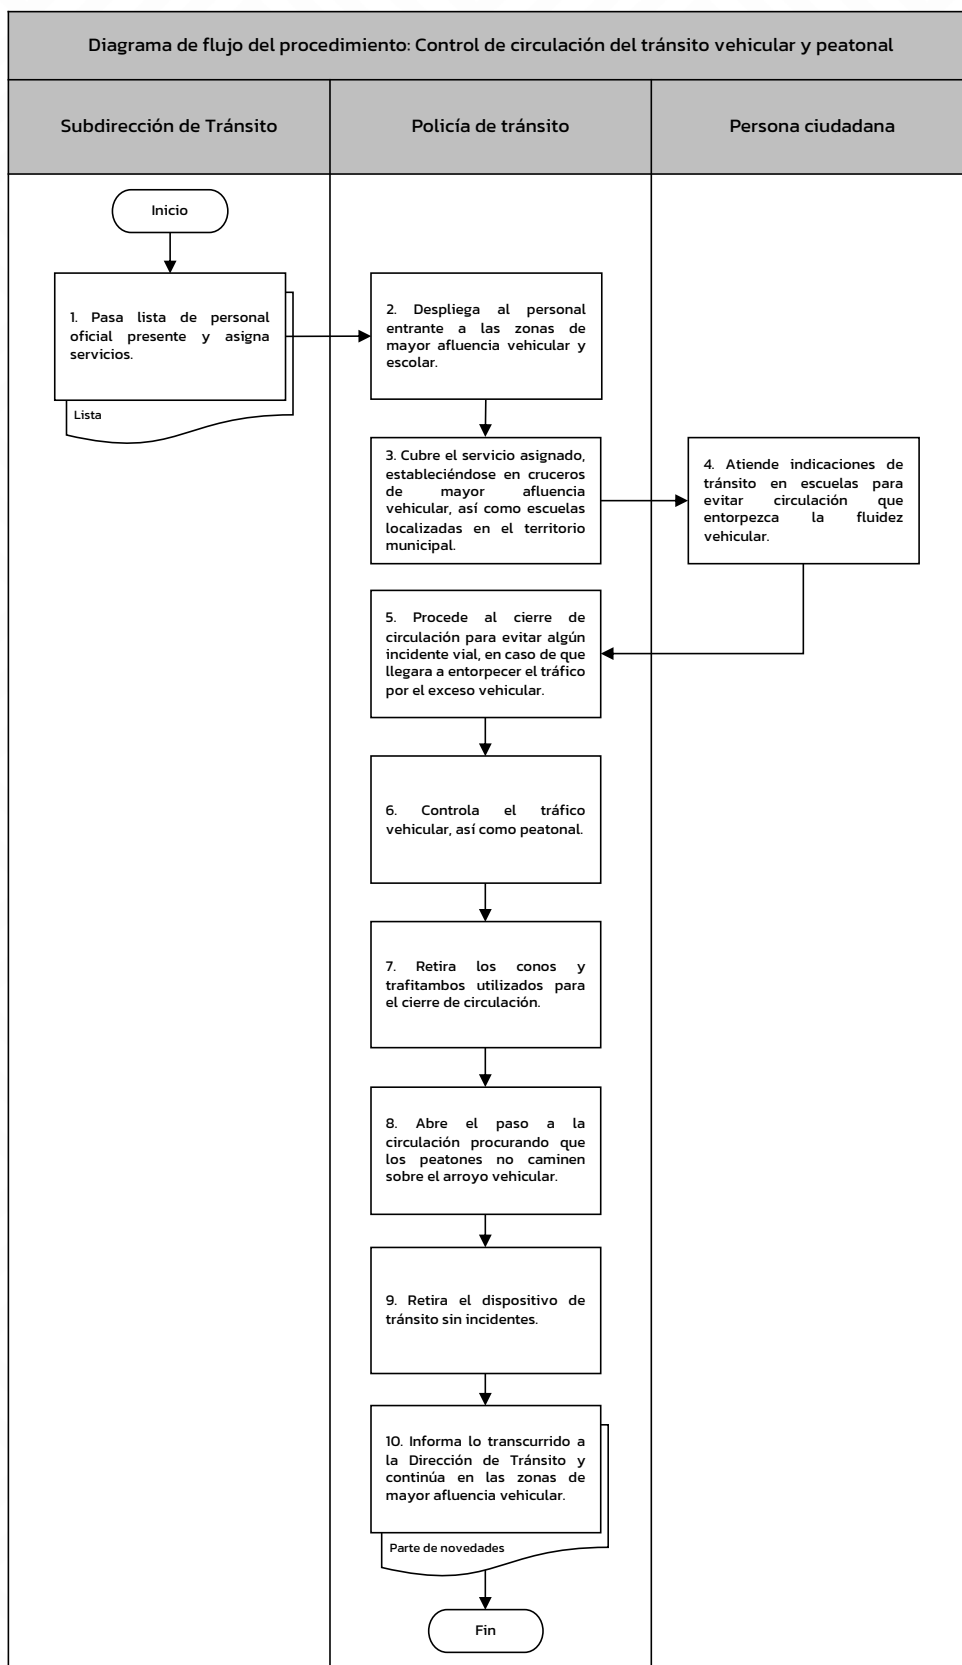 Diagrama de flujo del procedimiento: Control de circulación del tránsito vehicular y peatonal
Subdirección de Tránsito
Policía de tránsito
Persona ciudadana
Inicio
1. Pasa lista de personal
oficial presente y asigna
servicios.
Lista
2. Despliega al personal
entrante a las zonas de
mayor afluencia vehicular y
escolar.
3. Cubre el servicio asignado,
estableciéndose en cruceros
de mayor afluencia
vehicular, así como escuelas
localizadas en el territorio
municipal.
4. Atiende indicaciones de
tránsito en escuelas para
evitar circulación que
entorpezca la fluidez
vehicular.
5. Procede al cierre de
circulación para evitar algún
incidente vial, en caso de que
llegara a entorpecer el tráfico
por el exceso vehicular.
6. Controla el tráfico
vehicular, así como peatonal.
7. Retira los conos y
trafitambos utilizados para
el cierre de circulación.
8. Abre el paso a la
circulación procurando que
los peatones no caminen
sobre el arroyo vehicular.
9. Retira el dispositivo de
tránsito sin incidentes.
10. Informa lo transcurrido a
la Dirección de Tránsito y
continúa en las zonas de
mayor afluencia vehicular.
Parte de novedades
Fin